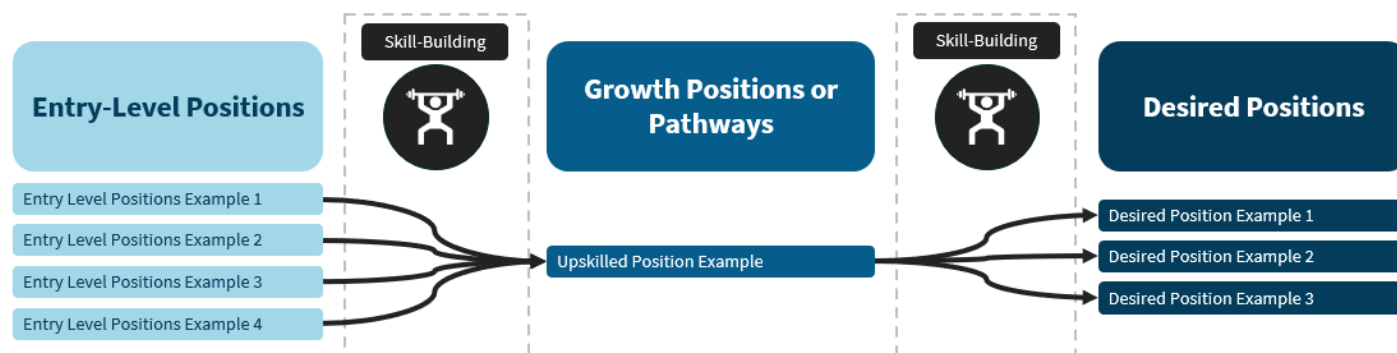 Skill-Building
Skill-Building
Entry-Level Positions
Growth Positions or
Pathways
Desired Positions
Entry Level Positions Example 1
Entry Level Positions Example 2
Entry Level Positions Example 3
Entry Level Positions Example 4
Upskilled Position Example
Desired Position Example 1
Desired Position Example 2
Desired Position Example 3